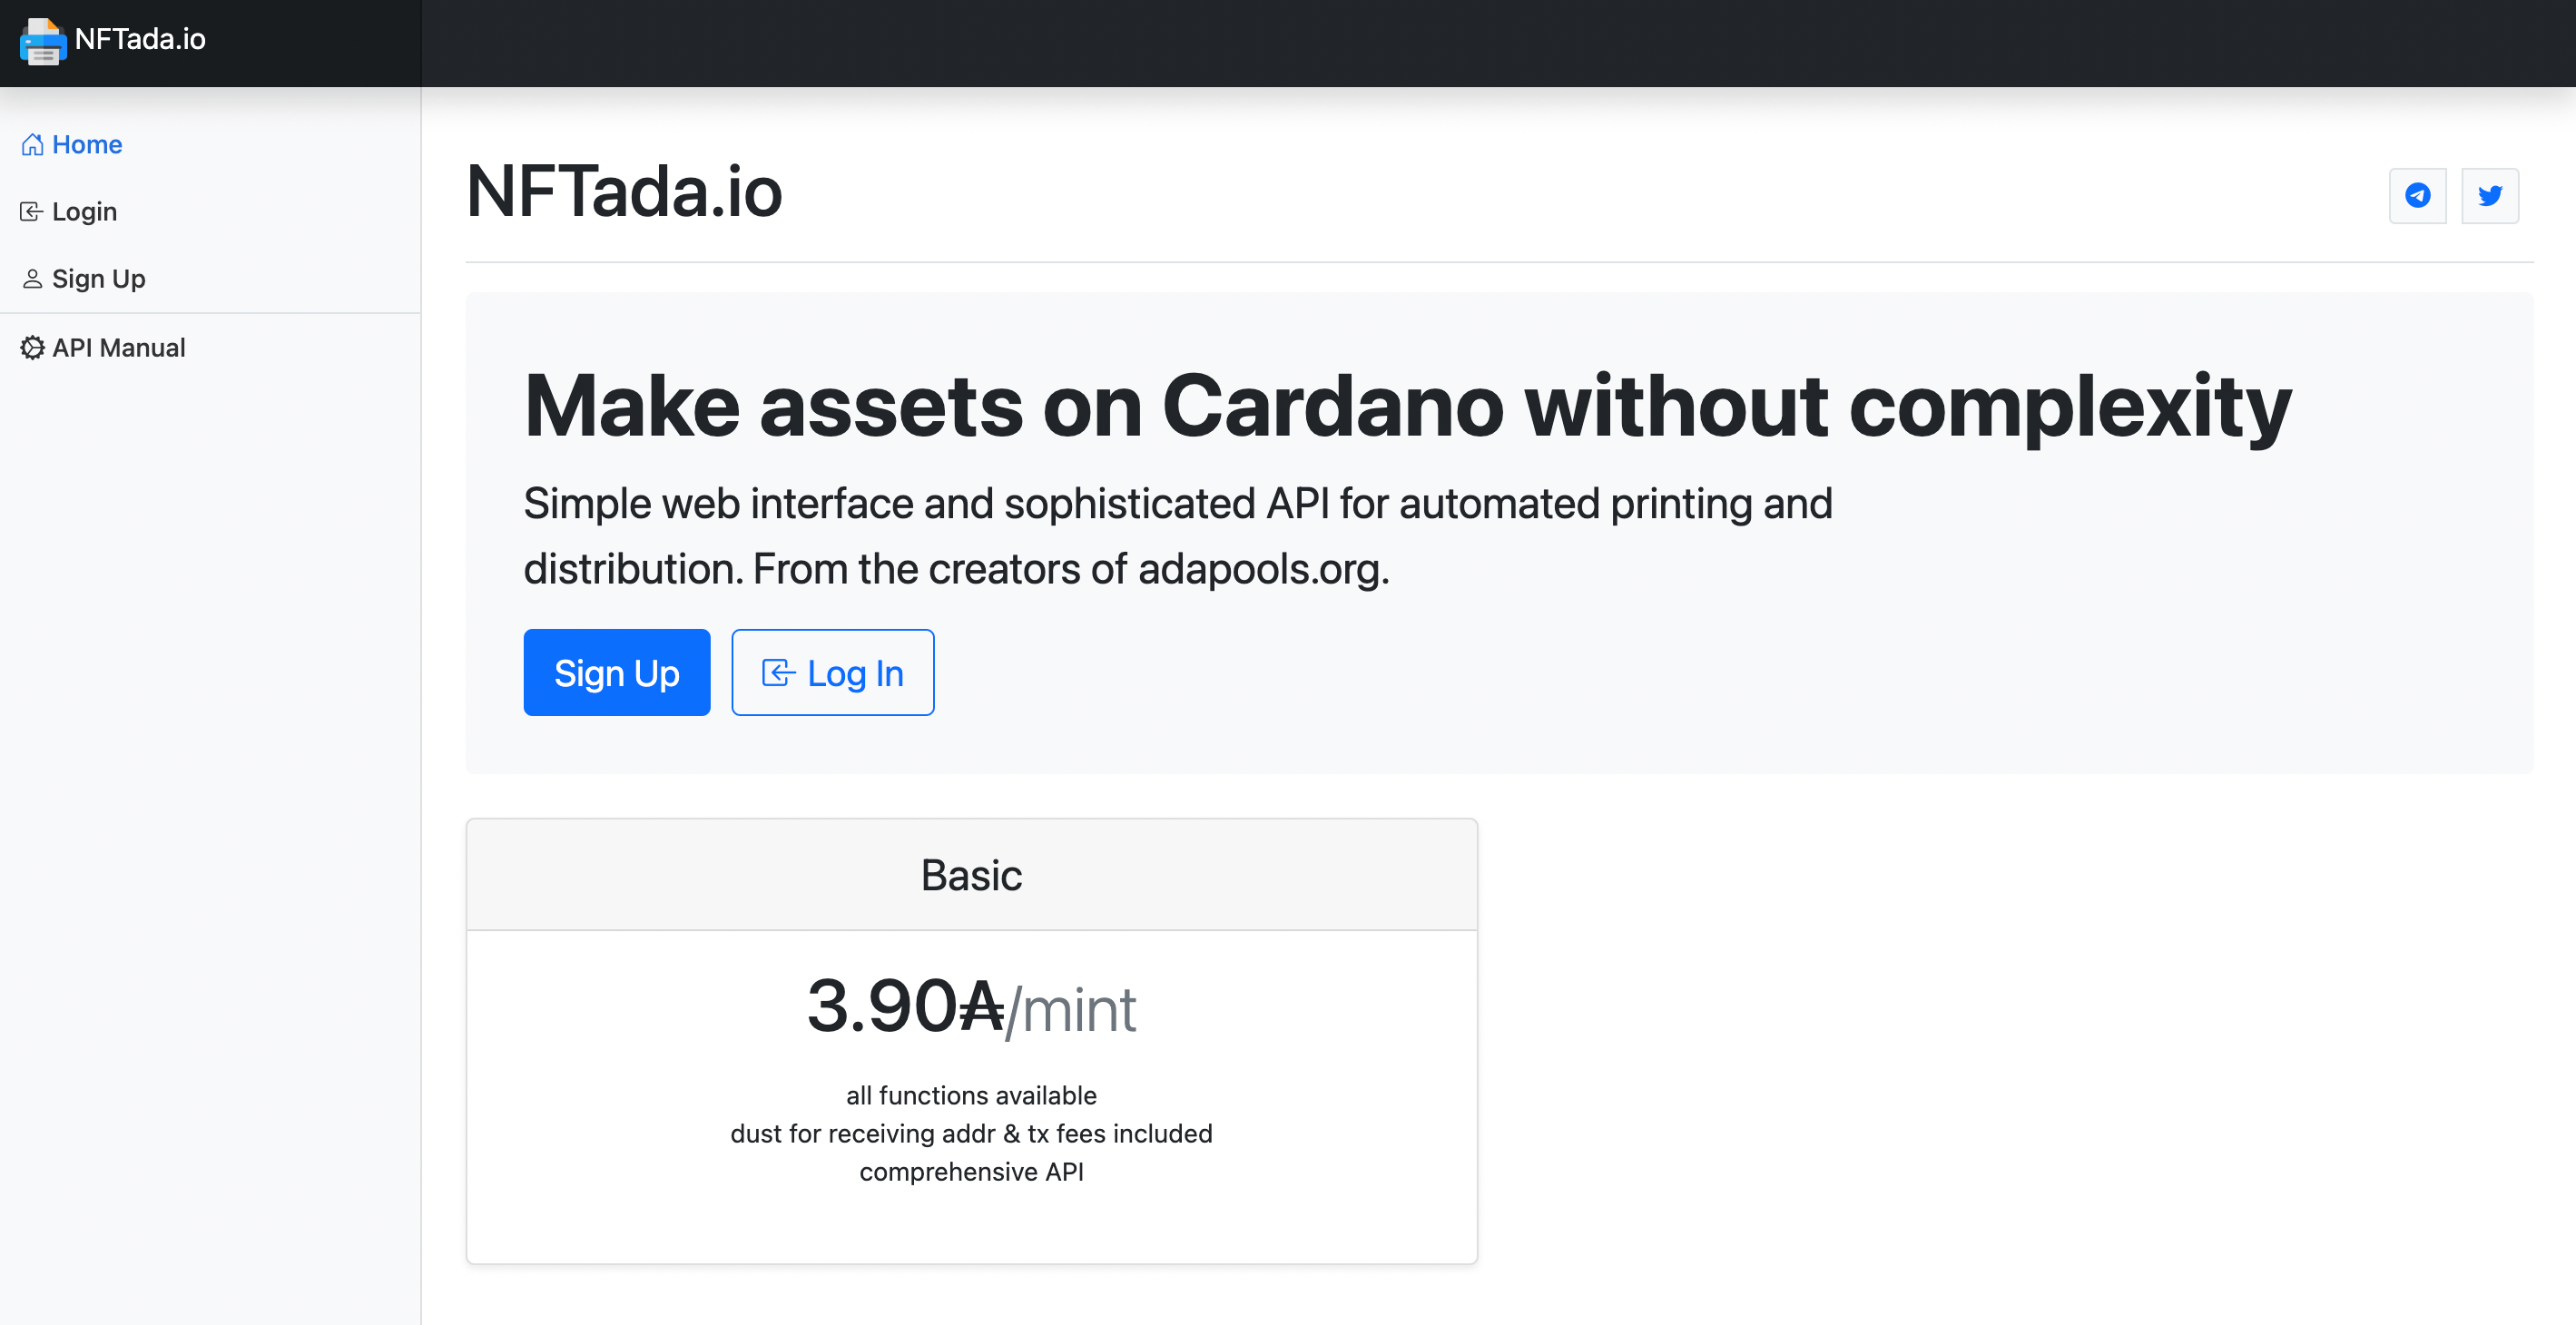 NFTada.io
Home
Login
Sign Up
API Manual
NFTada.io
Make assets on Cardano without complexity
Simple web interface and sophisticated API for automated printing and
distribution. From the creators of adapools.org.
Sign Up
Log In
Basic
3.90₳/mint
all functions available
dust for receiving addr & tx fees included
comprehensive API